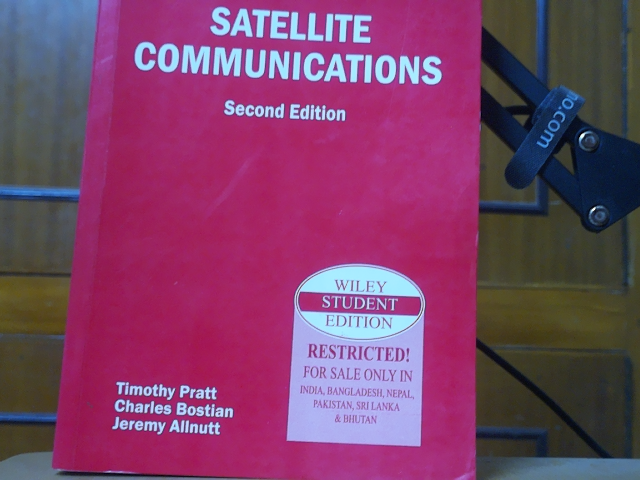 SATELLITE
COMMUNICATIONS
Second Edition
WILEY
STUDENT
EDITION
RESTRICTED!
FOR SALE ONLY IN
INDIA, BANGLADESH, NEPAL,
PAKISTAN, SRI LANKA
& BHUTAN
Timothy Pratt
Charles Bostian
Jeremy Allnutt